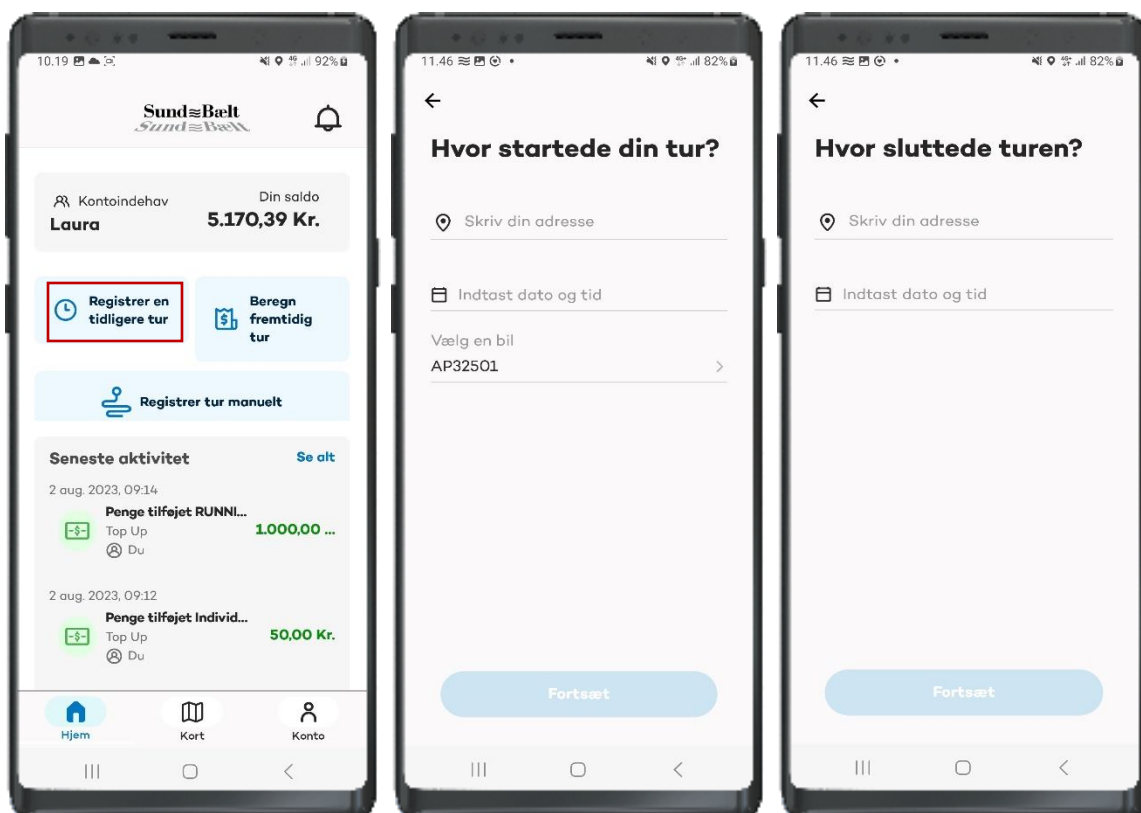 10.19
92%
Sund≈Bælt
Sund≈Bælt
Kontoindehav
Din saldo
Laura
5.170,39 Kr.
Registrer en
tidligere tur
Beregn
fremtidig
tur
Registrer tur manuelt
Seneste aktivitet
Se alt
2 aug. 2023, 09:14
Penge tilføjet RUNNI...
Top Up
1.000,00 ...
Du
2 aug. 2023, 09:12
Penge tilføjet Individ...
Top Up
50,00 Kr.
Du
Hjem
Kort
Konto
11.46
82%
Hvor startede din tur?
Skriv din adresse
Indtast dato og tid
Vælg en bil
AP32501
Fortsæt
11.46
82%
Hvor sluttede turen?
Skriv din adresse
Indtast dato og tid
Fortsæt